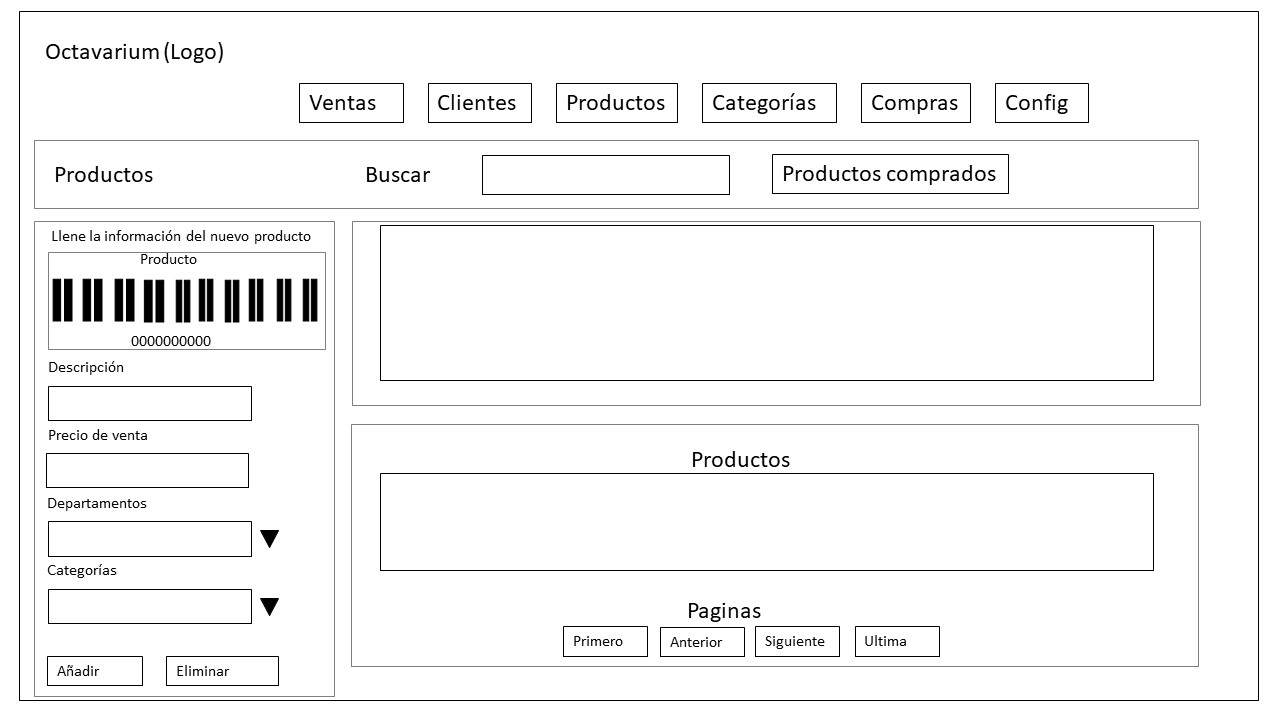 Octavarium (Logo)
Ventas
Clientes
Productos
Categorías
Compras
Config
Productos
Buscar
Productos comprados
Llene la información del nuevo producto
Producto
0000000000
Descripción
Precio de venta
Departamentos
Categorías
Añadir
Eliminar
Productos
Paginas
Primero
Anterior
Siguiente
Ultima